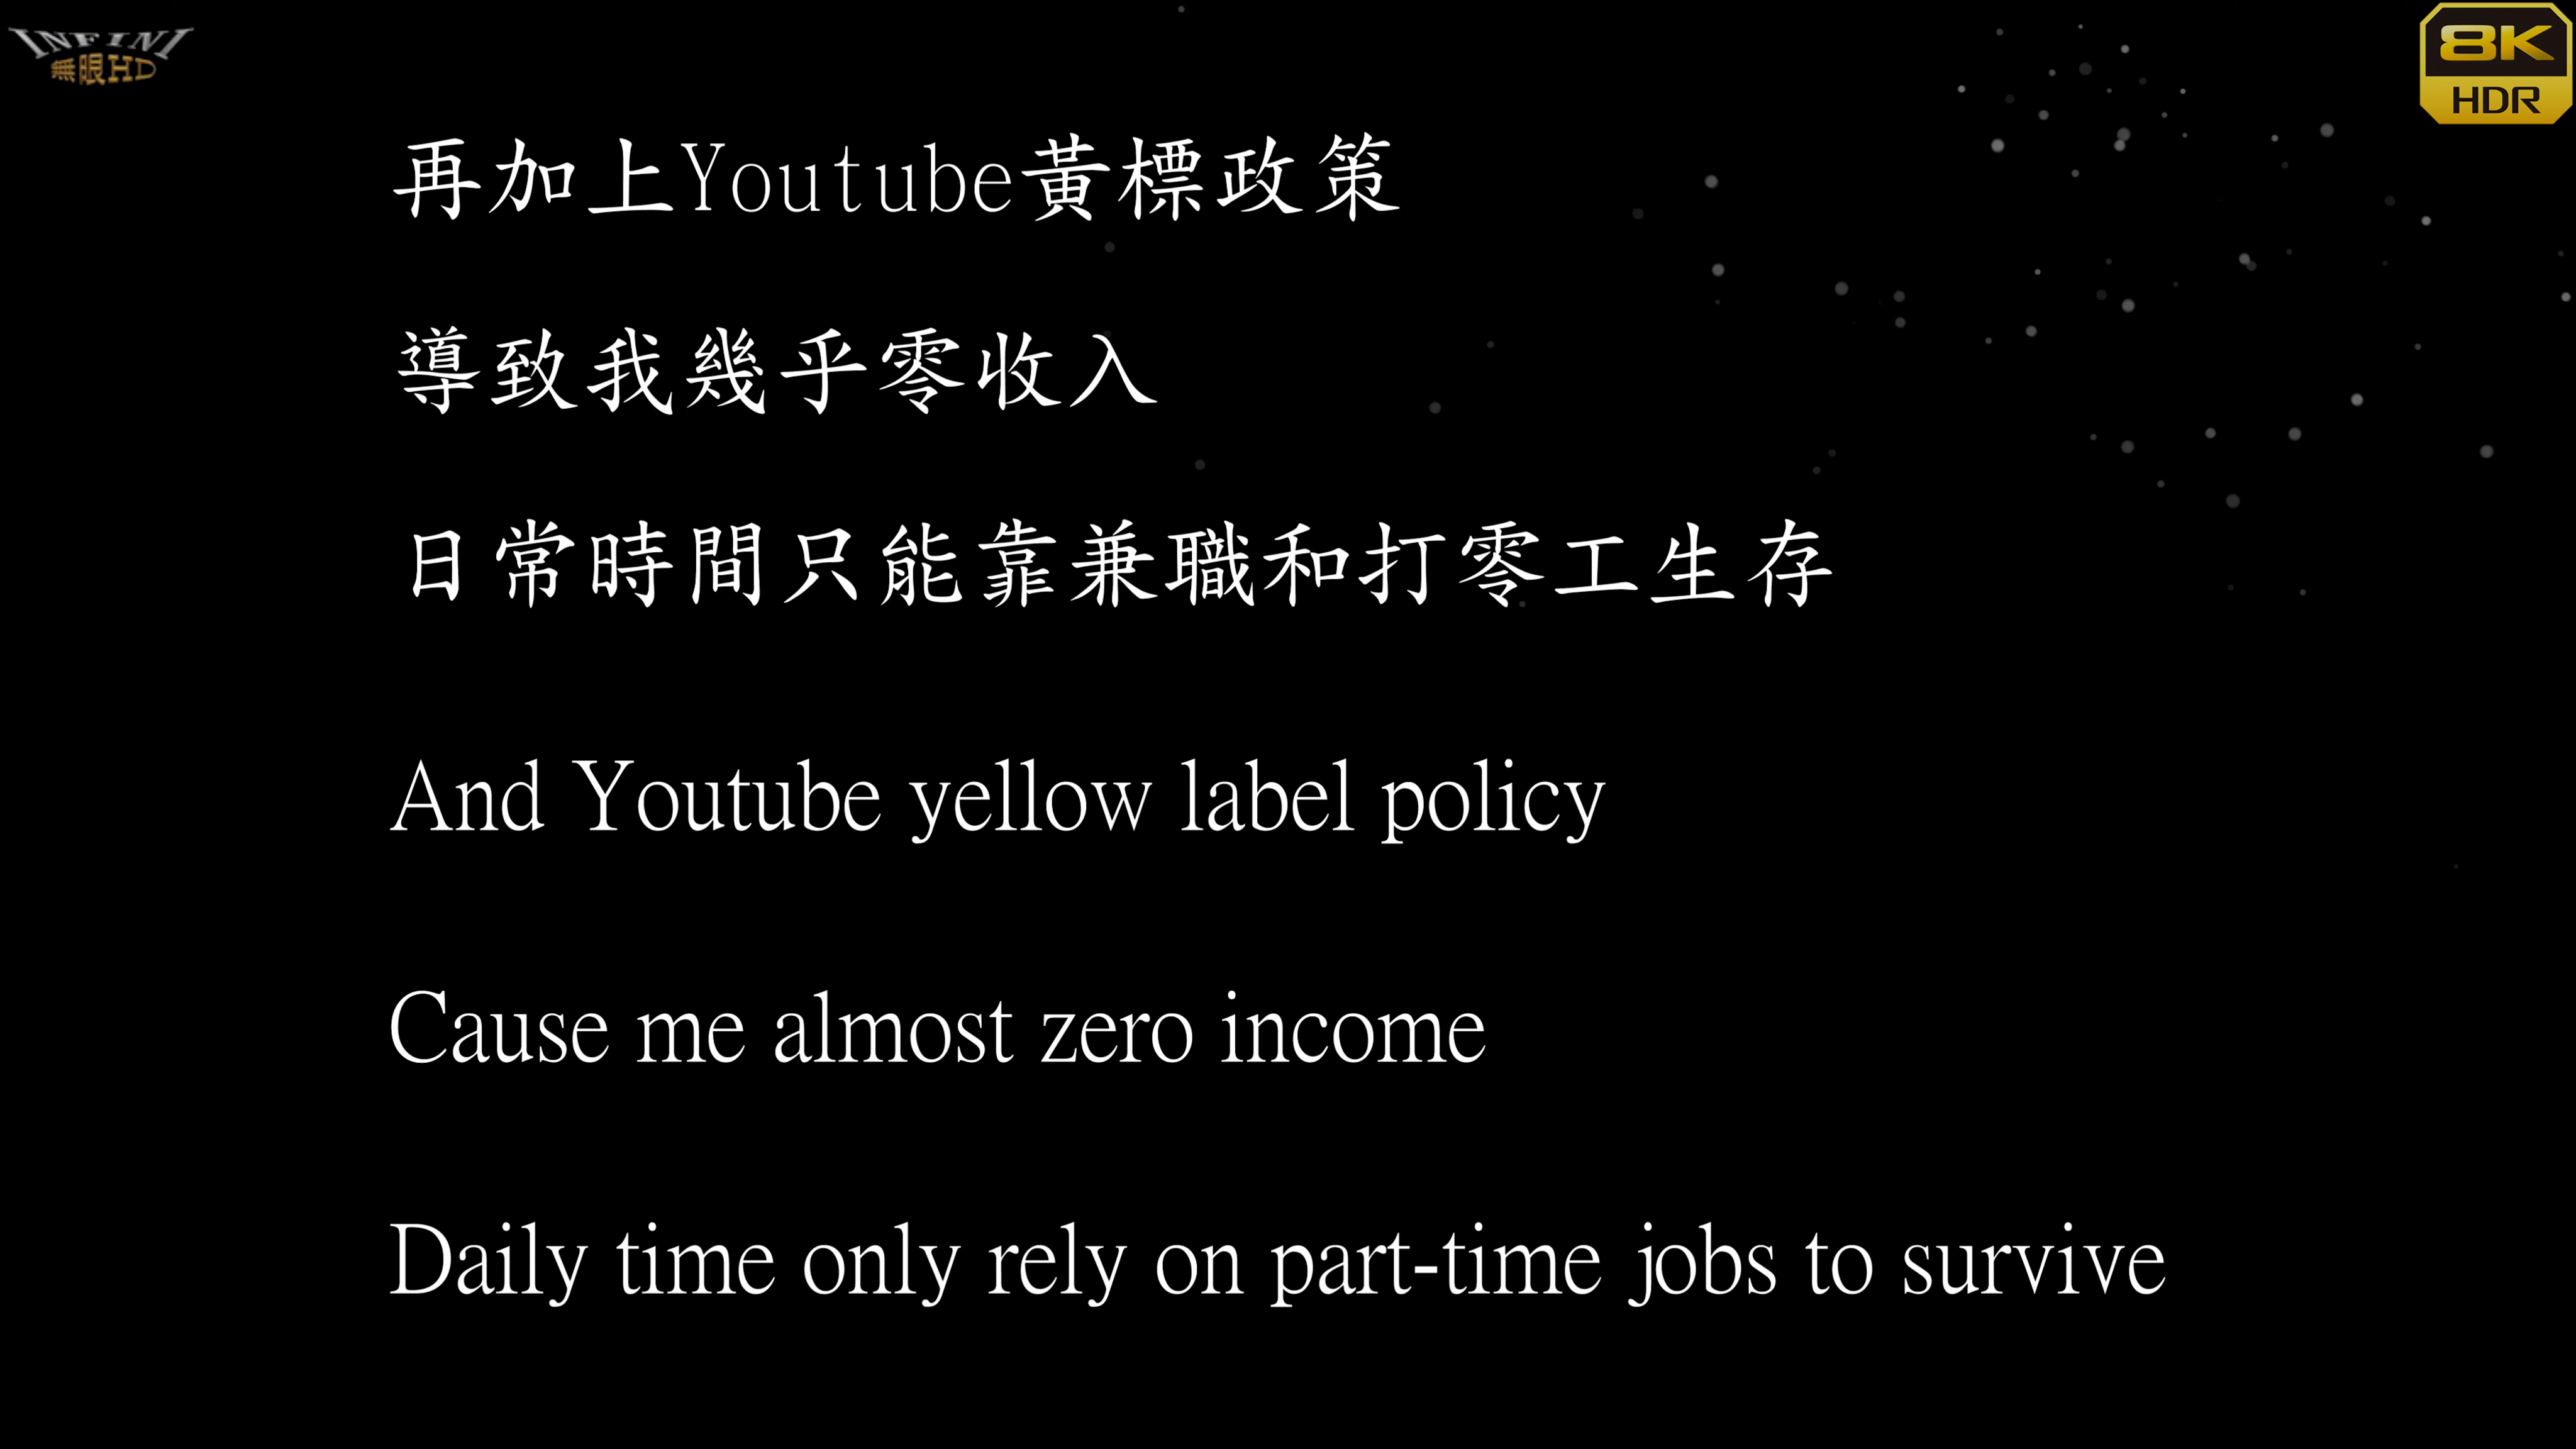 INFINI
無限HD
8K
HDR
再加上Youtube黃標政策
導致我幾乎零收入
日常時間只能靠兼職和打零工生存
And Youtube yellow label policy
Cause me almost zero income
Daily time only rely on part-time jobs to survive